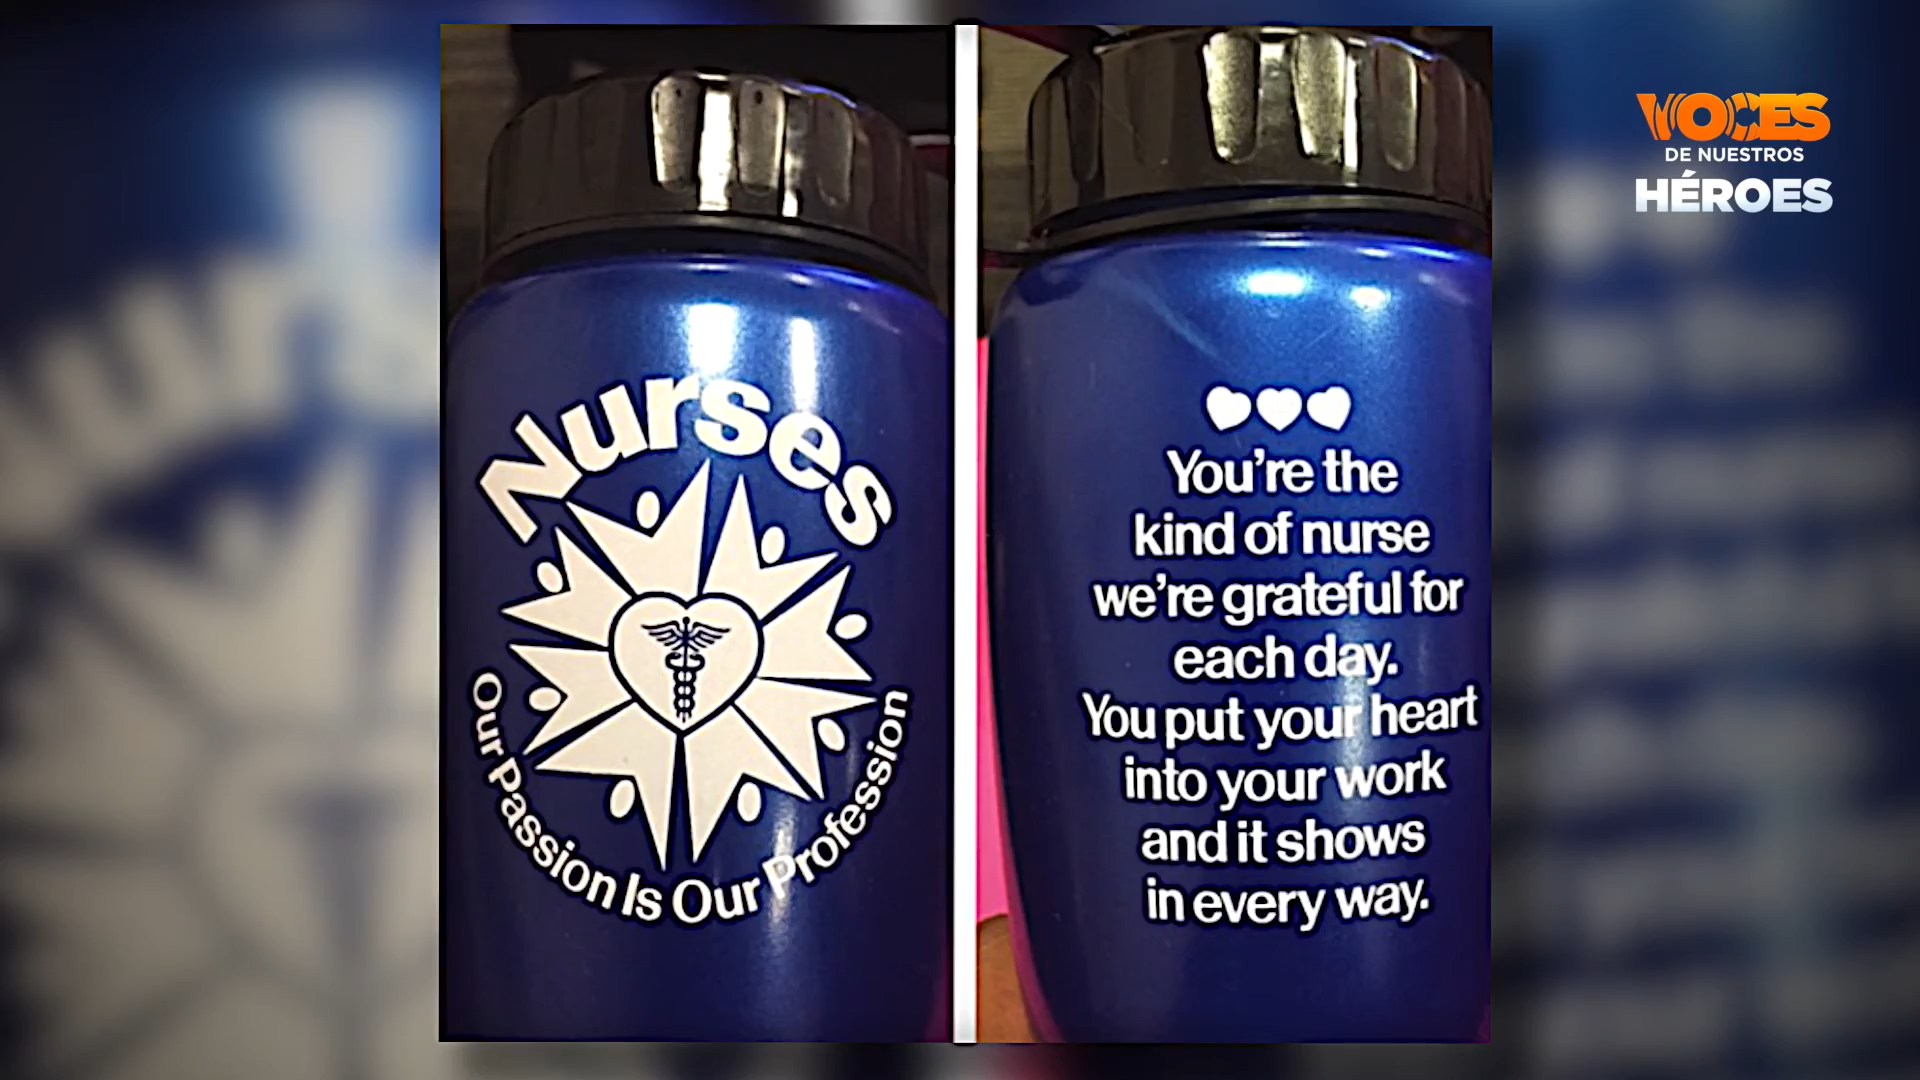 Nurses
Our Passion Is Our Profession
You're the
kind of nurse
we're grateful for
each day.
You put your heart
into your work
and it shows
in every way.
VOCES
DE NUESTROS
HÉROES